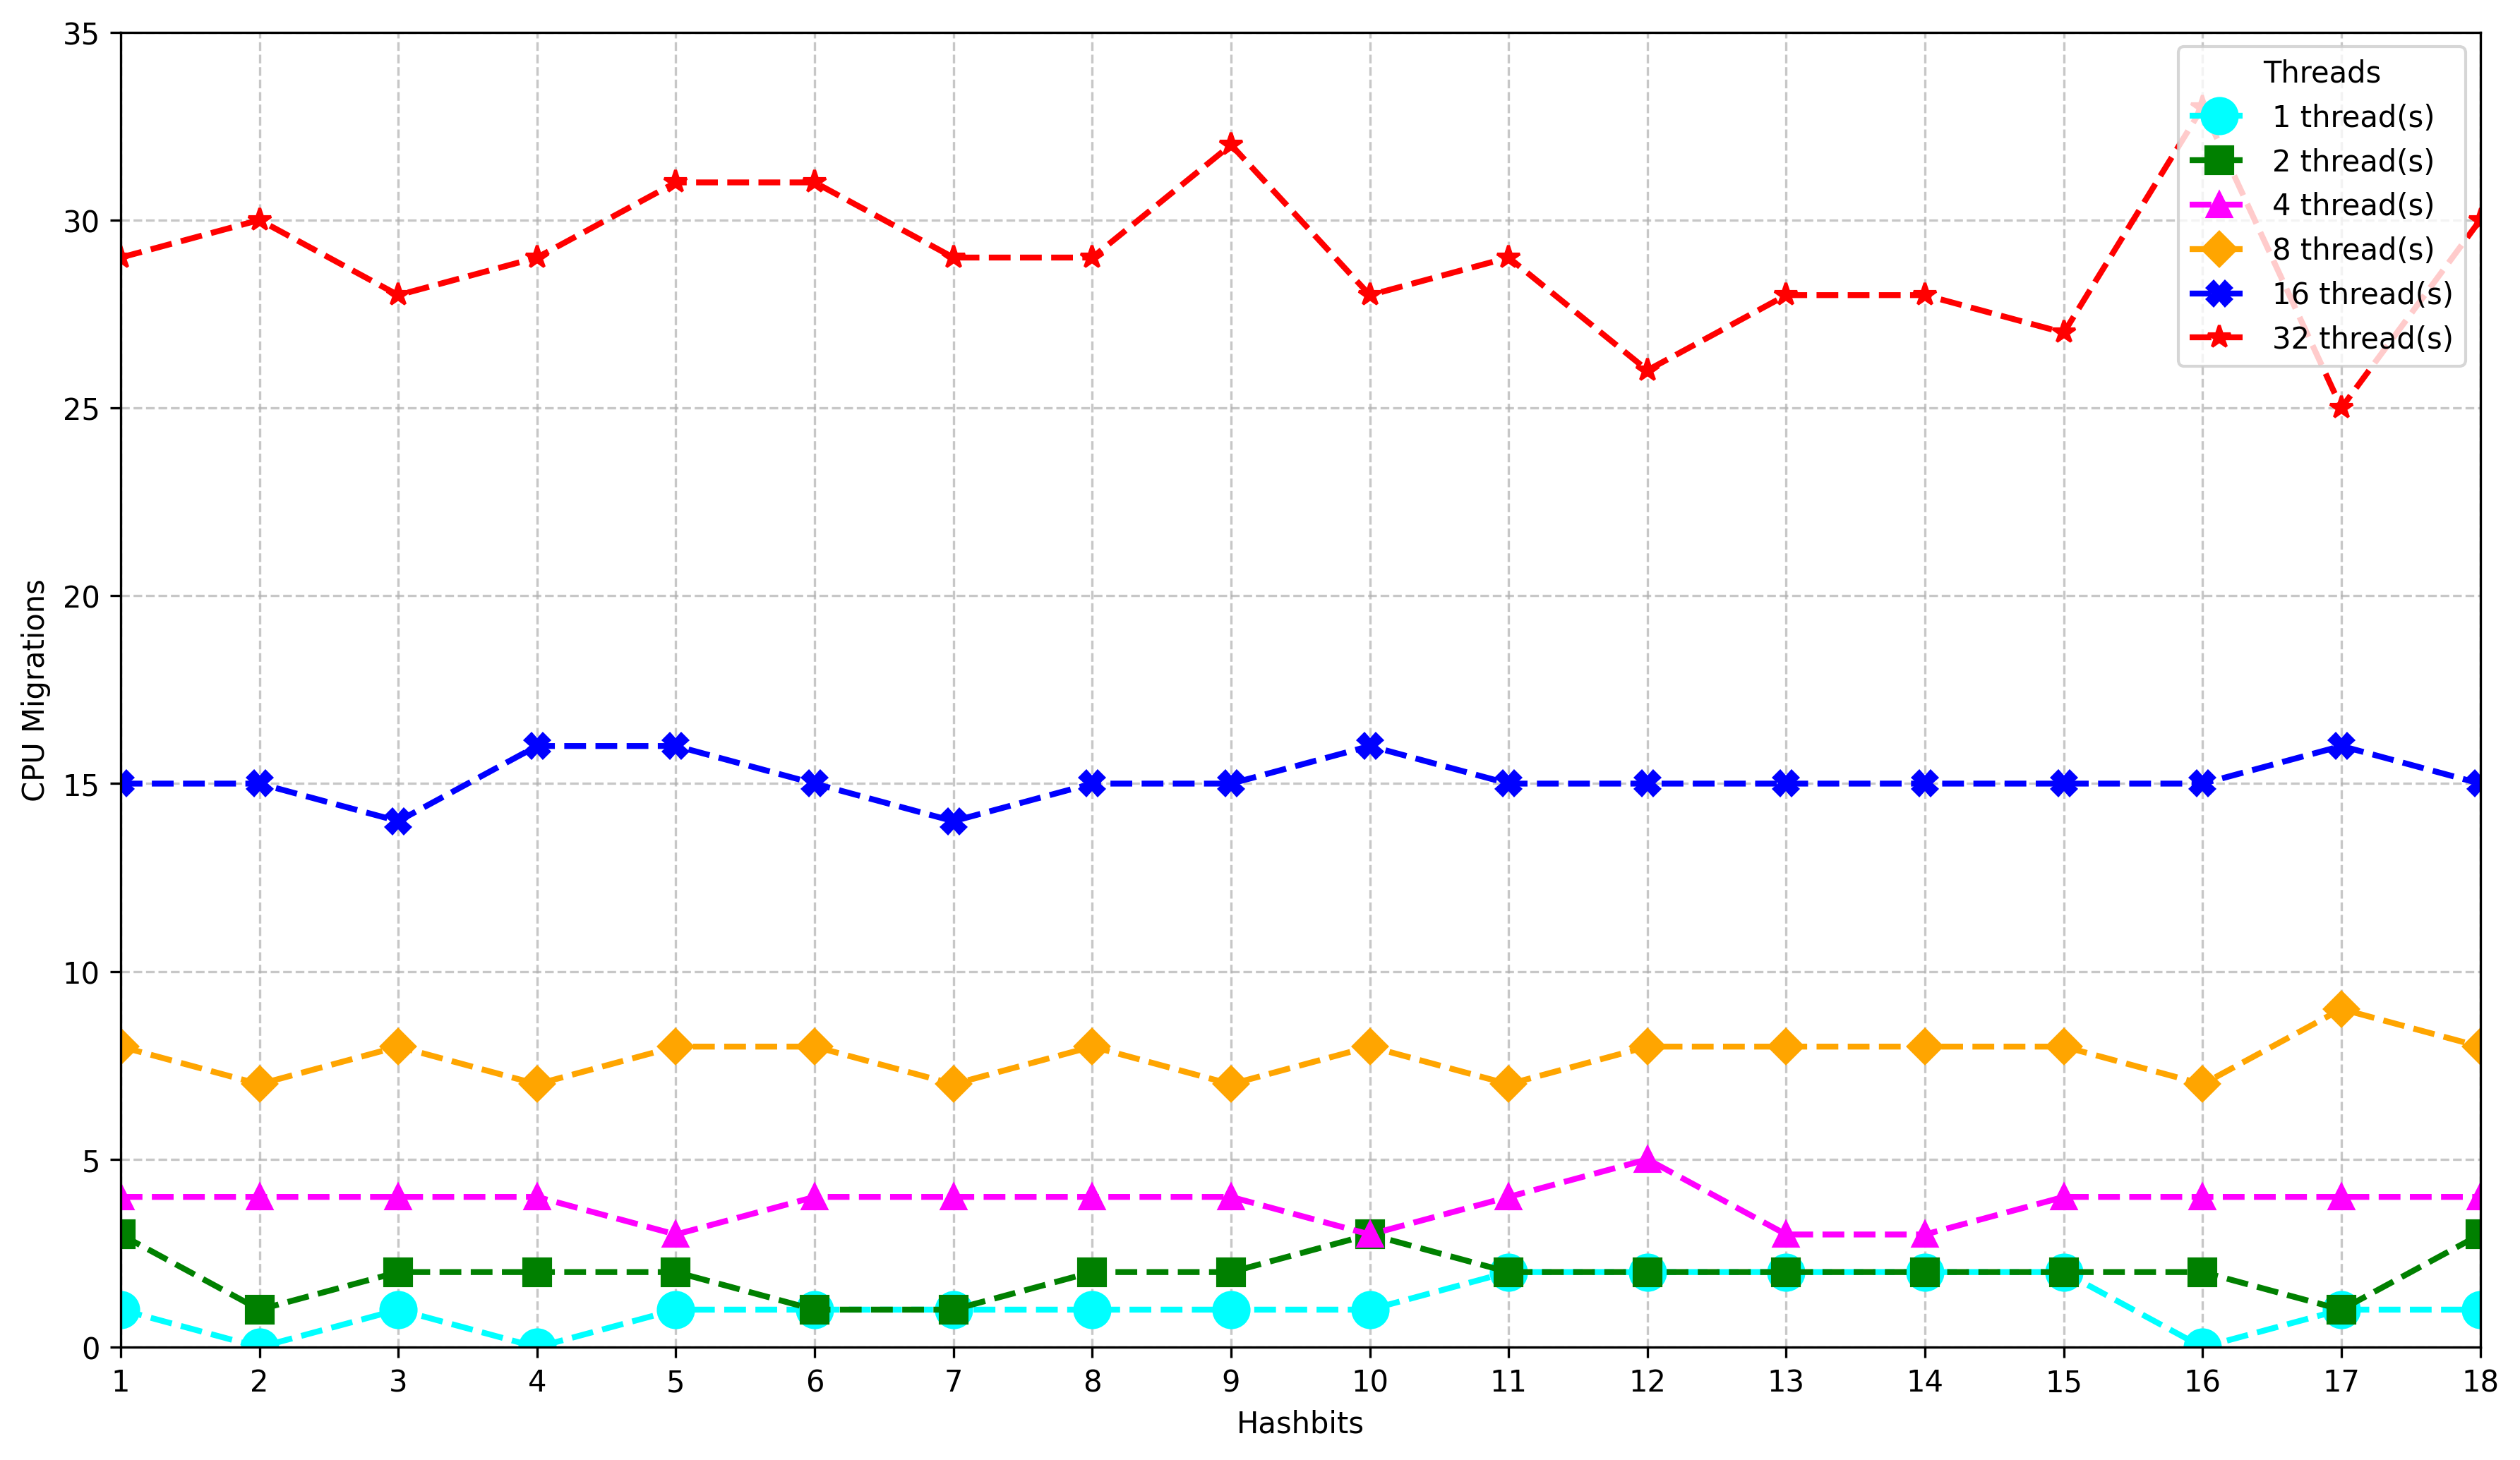 35
30
25
20
15
10
5
0
CPU Migrations
Threads
1 thread(s)
2 thread(s)
4 thread(s)
8 thread(s)
16 thread(s)
32 thread(s)
1 2 3 4 5 6 7 8 9 10 11 12 13 14 15 16 17 18
Hashbits